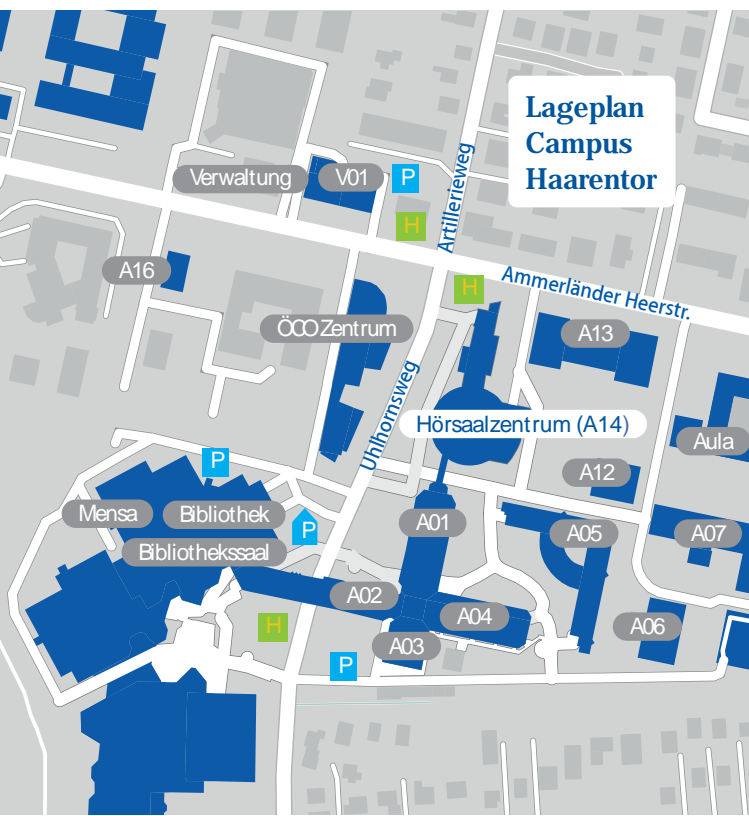 Lageplan
Campus
Haarentor
Verwaltung
V01
P
Artillerieweg
H
A16
H
Ammerländer Heerstr.
ÖCO Zentrum
A13
Uhlhornsweg
Hörsaalzentrum (A14)
Aula
P
A12
Mensa
Bibliothek
P
A01
A05
A07
Bibliothekssaal
A02
A04
H
A06
A03
P